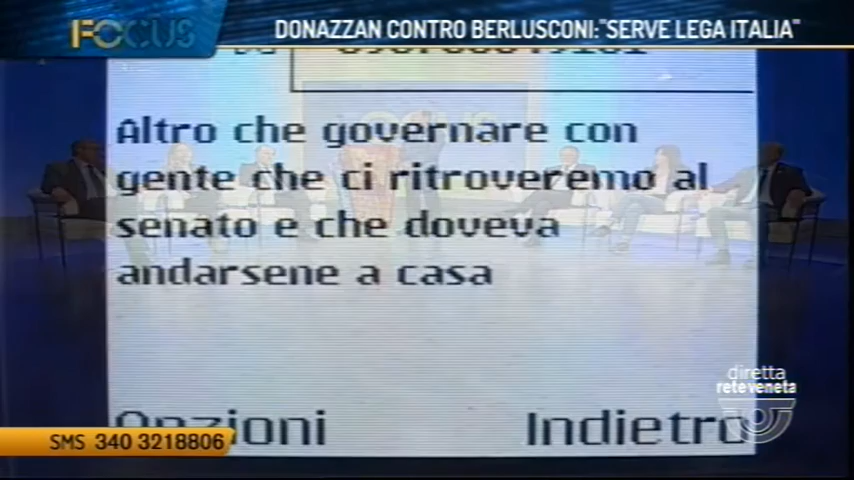 FOCUS
DONAZZAN CONTRO BERLUSCONI:"SERVE LEGA ITALIA"
Altro che governare con
gente che ci ritroveremo al
senato e che doveva
andarsene a casa
diretta
reteveneta
Opzioni
Indietro
SMS 340 3218806